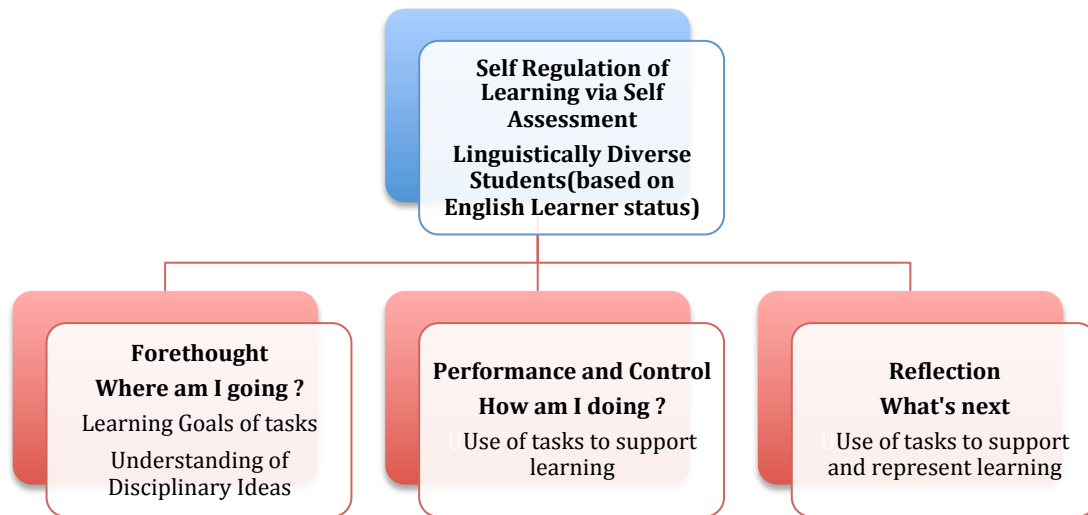 Self Regulation of
Learning via Self
Assessment
Linguistically Diverse
Students(based on
English Learner status)
Forethought
Where am I going ?
Learning Goals of tasks
Understanding of
Disciplinary Ideas
Performance and Control
How am I doing ?
UUse of tasks to support
learning
Reflection
What's next
UUse of tasks to support
and represent learning